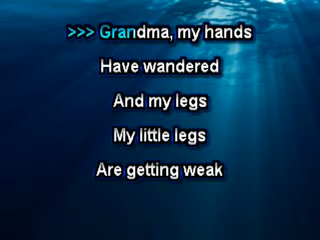 >>> Grandma, my hands
Have wandered
And my legs
My little legs
Are getting weak